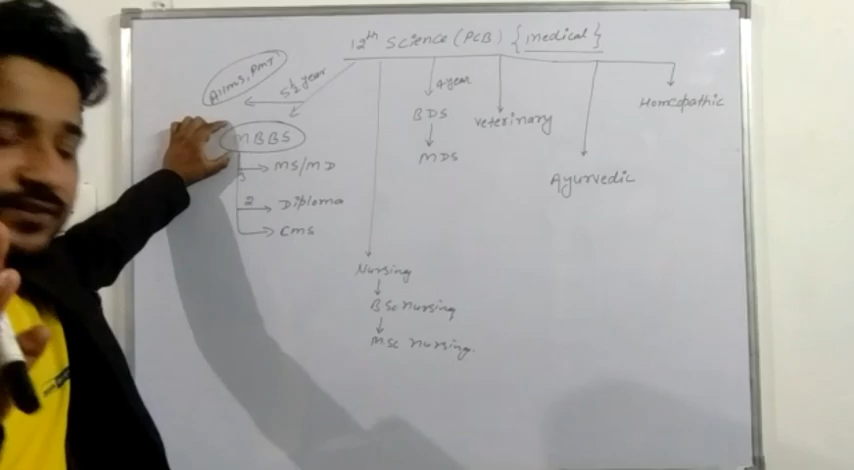 12th Science (PCB) {medical}
AIIMS, PMT
5½ year
4 year
MBBS
MS/MD
2 Diploma
CMS
BDS
MDS
Veterinary
Ayurvedic
Homeopathic
Nursing
BSc nursing
MSc nursing.